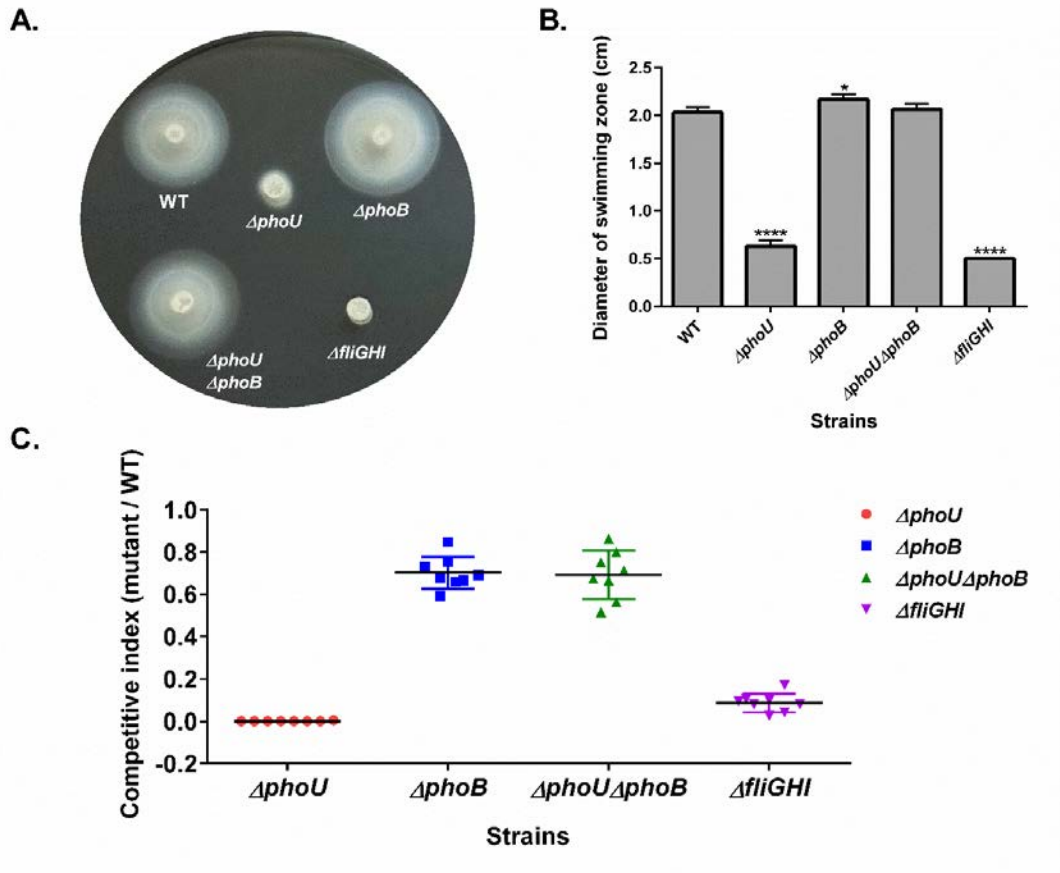 A.
WT
ΔphoU
ΔphoB
ΔphoU
ΔphoB
ΔfliGHI
B.
Diameter of swimming zone (cm)
2.5
2.0
1.5
1.0
0.5
0.0
*
****
****
WT
ΔphoU
ΔphoB
ΔphoUΔphoB
ΔfliGHI
Strains
C.
Competitive index (mutant / WT)
1.0
0.8
0.6
0.4
0.2
0.0
-0.2
ΔphoU
ΔphoB
ΔphoUΔphoB
ΔfliGHI
Strains
ΔphoU
ΔphoB
ΔphoUΔphoB
ΔfliGHI